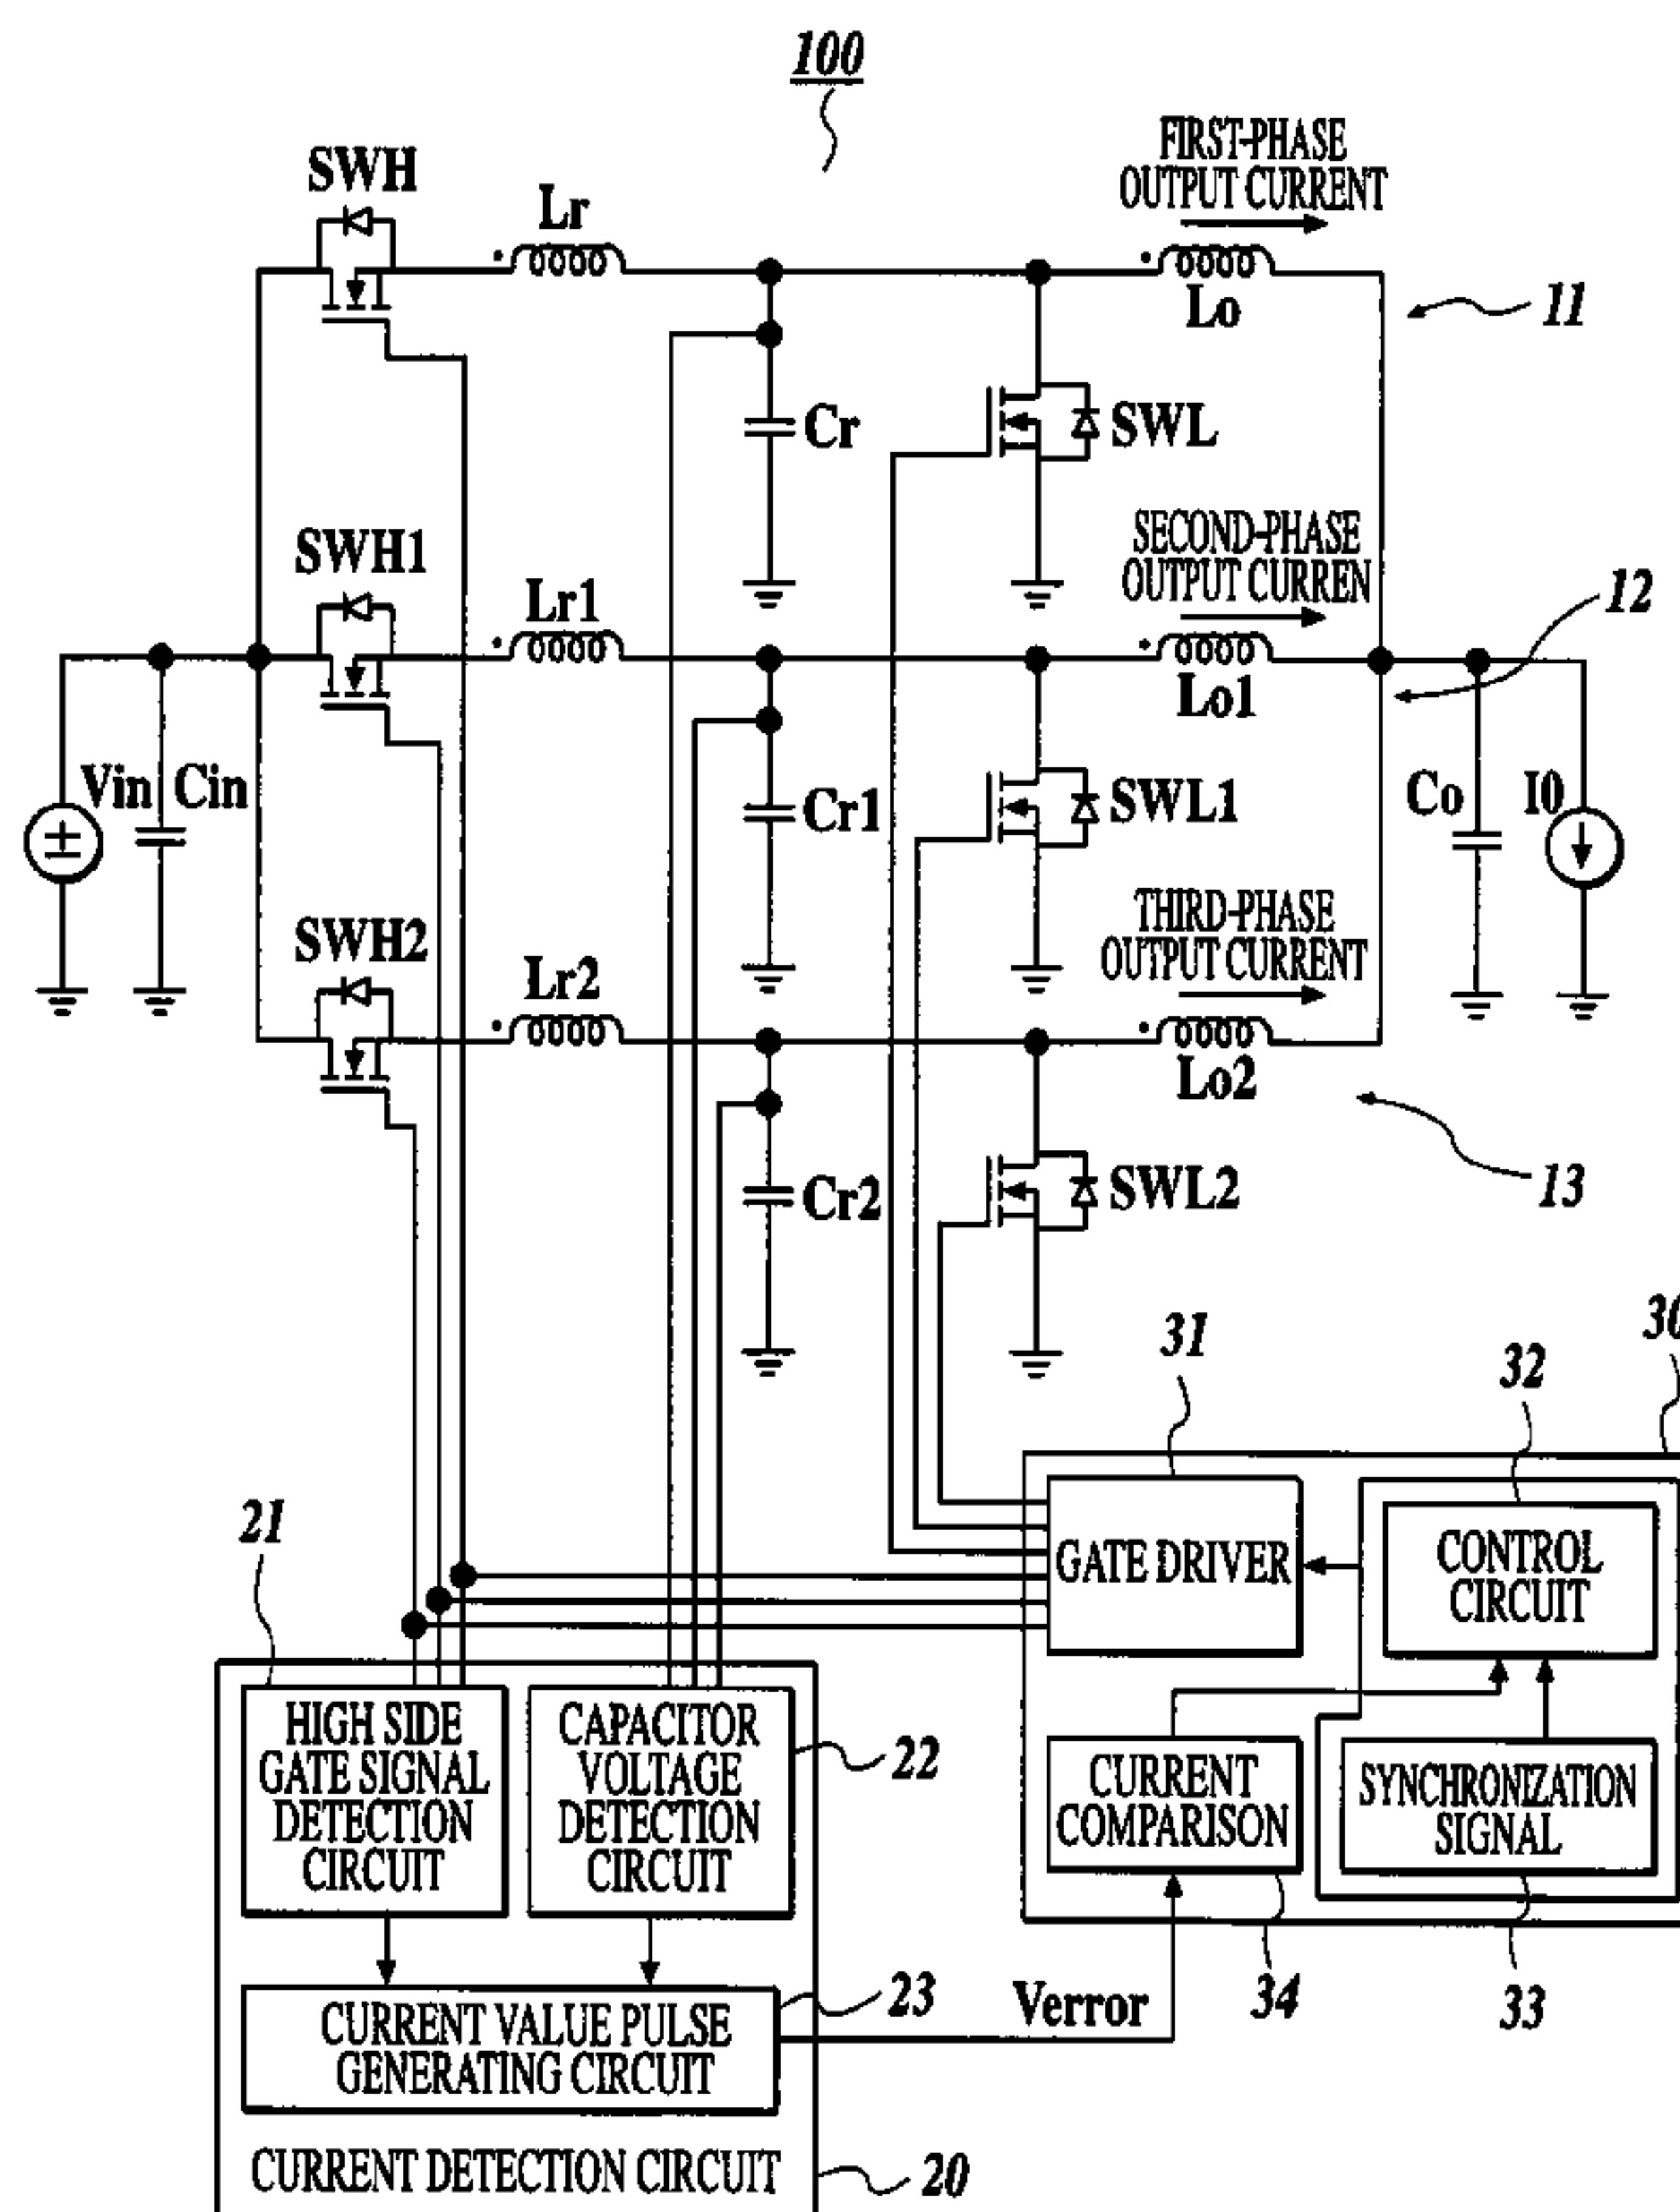 100
SWH
Lr
FIRST-PHASE
OUTPUT CURRENT
Lo
11
Cr
SWL
SWH1
Lr1
SECOND-PHASE
OUTPUT CURREN
12
Lo1
Vin
Cin
Cr1
SWL1
Co
I0
SWH2
Lr2
THIRD-PHASE
OUTPUT CURRENT
Lo2
Cr2
SWL2
13
31
32
21
GATE DRIVER
CONTROL
CIRCUIT
HIGH SIDE
GATE SIGNAL
DETECTION
CIRCUIT
CAPACITOR
VOLTAGE
DETECTION
CIRCUIT
22
CURRENT
COMPARISON
SYNCHRONIZATION
SIGNAL
23
Verror
34
33
CURRENT VALUE PULSE
GENERATING CIRCUIT
CURRENT DETECTION CIRCUIT
20